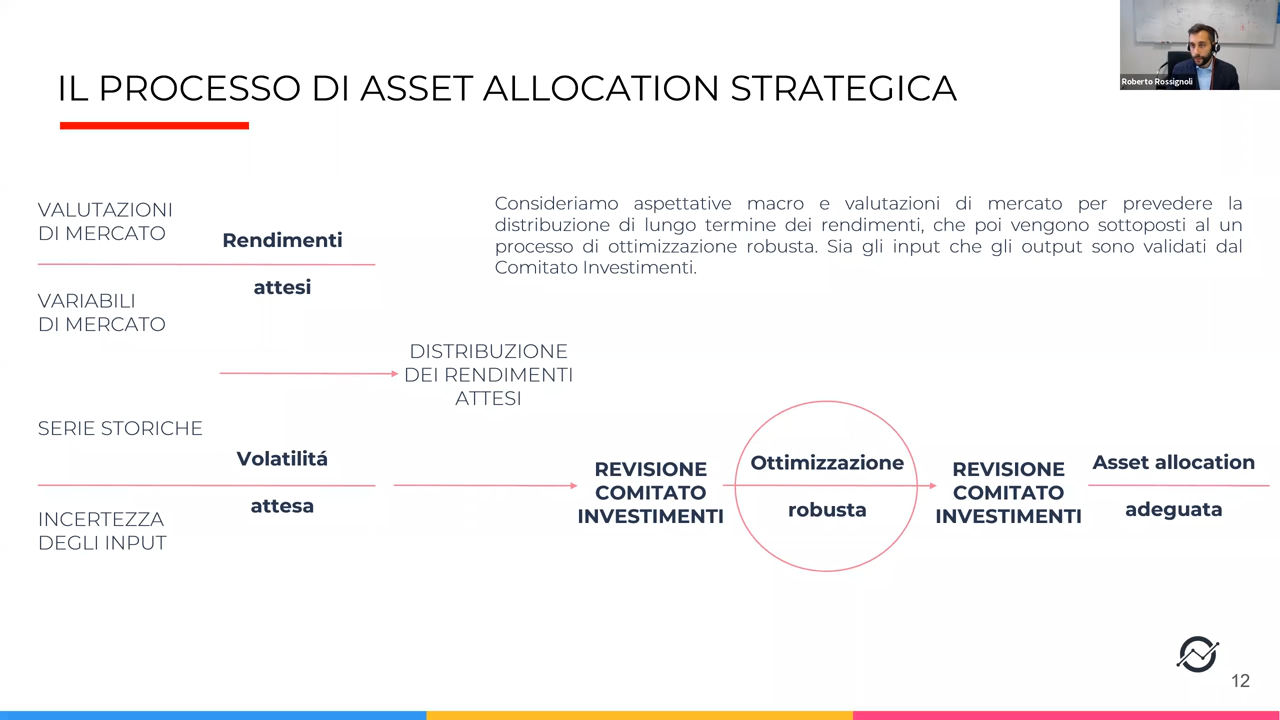 Roberto Rossignoli
IL PROCESSO DI ASSET ALLOCATION STRATEGICA
VALUTAZIONI
DI MERCATO
Rendimenti
attesi
VARIABILI
DI MERCATO
Consideriamo aspettative macro e valutazioni di mercato per prevedere la
distribuzione di lungo termine dei rendimenti, che poi vengono sottoposti al un
processo di ottimizzazione robusta. Sia gli input che gli output sono validati dal
Comitato Investimenti.
DISTRIBUZIONE
DEI RENDIMENTI
ATTESI
SERIE STORICHE
Volatilitá
attesa
INCERTEZZA
DEGLI INPUT
REVISIONE
COMITATO
INVESTIMENTI
Ottimizzazione
robusta
REVISIONE
COMITATO
INVESTIMENTI
Asset allocation
adeguata
12